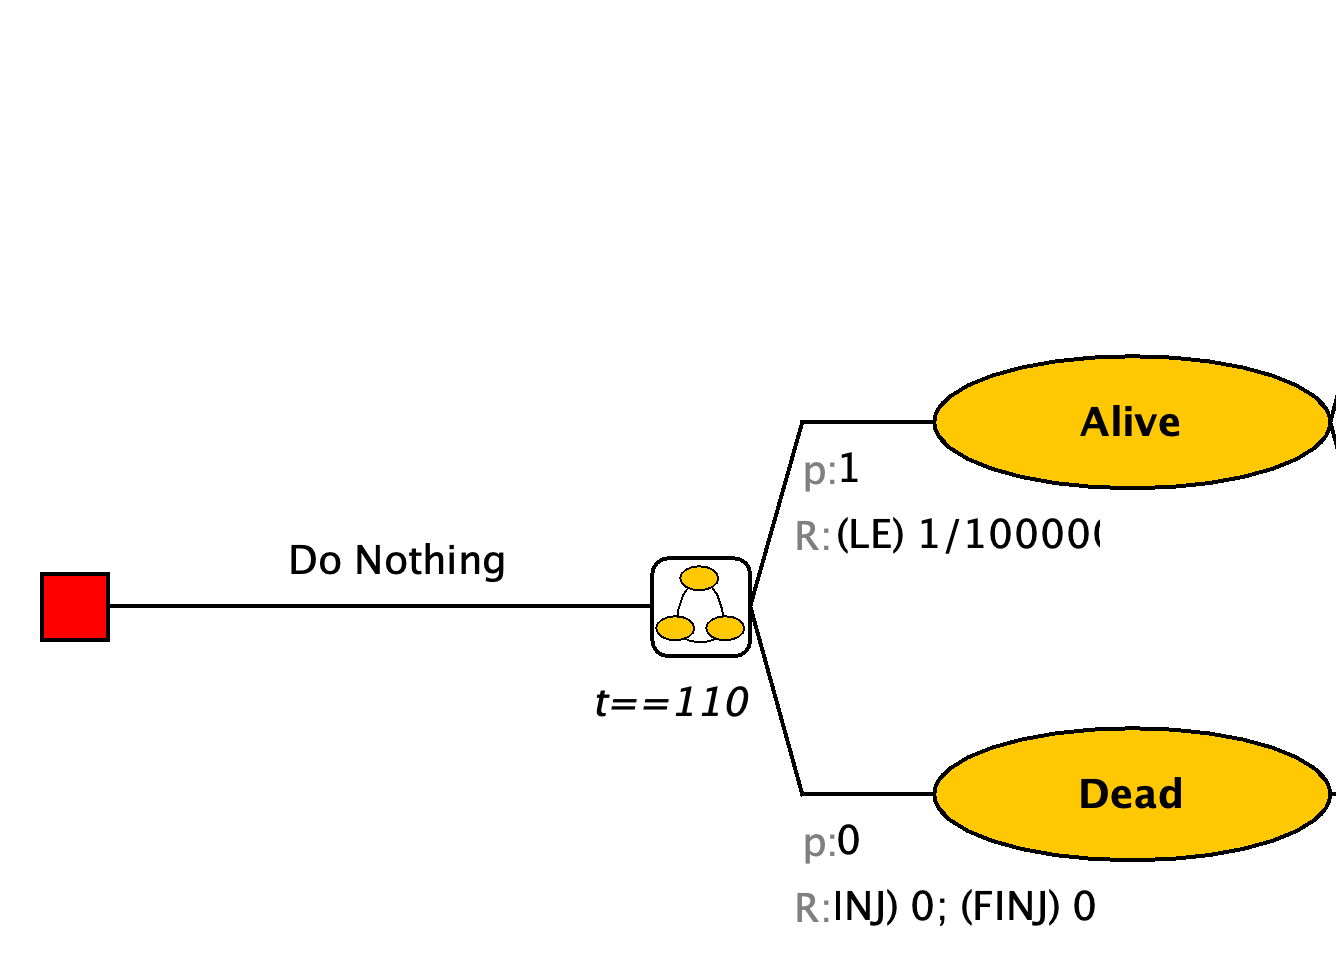 Alive
p:1
R:(LE) 1/10000
Do Nothing
t==110
Dead
p:0
R:INJ) 0; (FINJ) 0